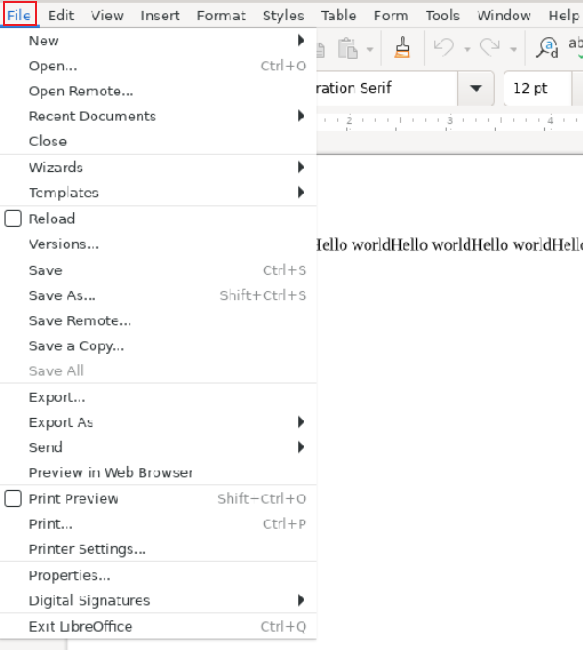 File Edit View Insert Format Styles Table Form Tools Window Help
New
Open... Ctrl+O
Open Remote...
Recent Documents
Close
Wizards
Templates
Reload
Versions...
Save Ctrl+S
Save As... Shift+Ctrl+S
Save Remote...
Save a Copy...
Save All
Export...
Export As
Send
Preview in Web Browser
Print Preview Shift+Ctrl+O
Print... Ctrl+P
Printer Settings...
Properties...
Digital Signatures
Exit LibreOffice Ctrl+Q
ration Serif 12 pt
2 3 4
Hello worldHello worldHello worldHello